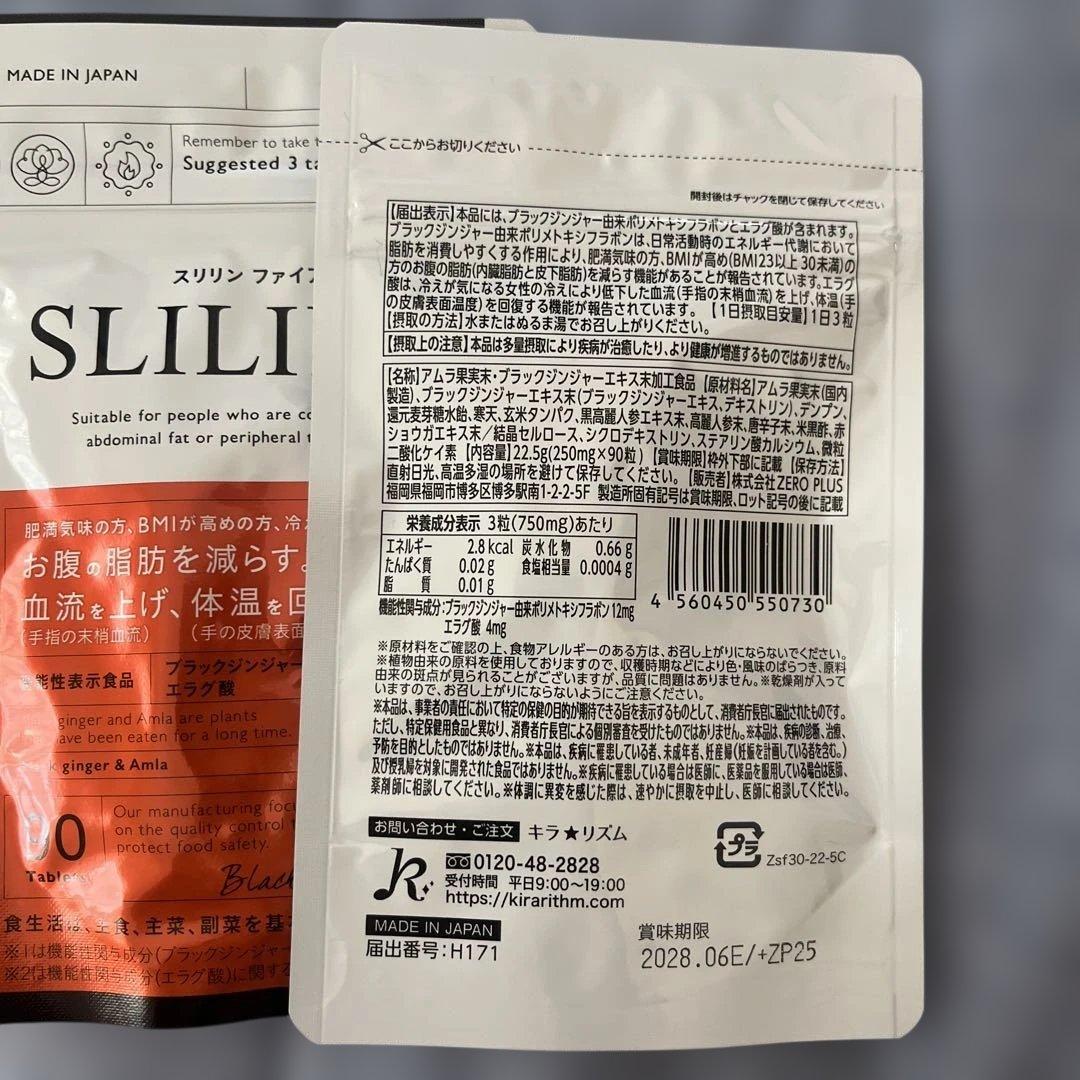 MADE IN JAPAN
Remember to take
Suggested 3
スリリン ファイ
SLILI
Suitable for people who are
abdominal fat or peripheral
肥満気味の方、BMIが高めの方、冷
お腹の脂肪を減らす
血流を上げ、体温を
(手指の末梢血流) (手の皮膚表面
機能性表示食品
ブラックジンジャー
エラグ酸
ginger and Amla are plants
have been eaten for a long time.
ginger & Amla
90
Tablets
Our manufacturing
on the quality control
protect food safety.
Black
食生活は、主食、主菜、副菜を基
※1は機能性関与成分(ブラックジンジャー
※2は機能性関与成分(エラグ酸)に関する
ここからお切りください
開封後はチャックを閉じて保存してください
【届出表示】本品には、ブラックジンジャー由来ポリメトキシフラボンとエラグ酸が含まれます。
ブラックジンジャー由来ポリメトキシフラボンは、日常活動時のエネルギー代謝において
脂肪を消費しやすくする作用により、肥満気味の方、BMIが高め(BMI23以上30未満)の
方のお腹の脂肪(内臓脂肪と皮下脂肪)を減らす機能があることが報告されています。エラグ
酸は、冷えが気になる女性の冷えにより低下した血流(手指の末梢血流)を上げ、体温(手
の皮膚表面温度)を回復する機能が報告されています。【1日摂取目安量】1日3粒
【摂取の方法】水またはぬるま湯でお召し上がりください。
【摂取上の注意】本品は多量摂取により疾病が治癒したり、より健康が増進するものではありません。
【名称】アムラ果実末・ブラックジンジャーエキス末加工食品【原材料名】アムラ果実末(国内
製造)、ブラックジンジャーエキス末(ブラックジンジャーエキス、デキストリン)、デンプン、
還元麦芽糖水飴、寒天、玄米タンパク、黒高麗人参エキス末、高麗人参末、唐辛子末、米黒酢、赤
ショウガエキス末/結晶セルロース、シクロデキストリン、ステアリン酸カルシウム、微粒
二酸化ケイ素【内容量】22.5g(250mg×90粒)【賞味期限】枠外下部に記載【保存方法】
直射日光、高温多湿の場所を避けて保存してください。【販売者】株式会社ZERO PLUS
福岡県福岡市博多区博多駅南1-2-2-5F 製造所固有記号は賞味期限、ロット記号の後に記載
栄養成分表示 3粒(750mg)あたり
エネルギー 2.8kcal 炭水化物 0.66g
たんぱく質 0.02g 食塩相当量 0.0004g
脂質 0.01g
機能性関与成分:ブラックジンジャー由来ポリメトキシフラボン12mg
エラグ酸 4mg
4 560450 550730
※原材料をご確認の上、食物アレルギーのある方は、お召し上がりにならないでください。
※植物由来の原料を使用しておりますので、収穫時期などにより色・風味のばらつき、原料
由来の斑点が見られることがございますが、品質に問題はありません。※乾燥剤が入って
いますので、お召し上がりにならないようにご注意ください。
※本品は、事業者の責任において特定の保健の目的が期待できる旨を表示するものとして、消費者庁長官に届出されたものです。
ただし、特定保健用食品と異なり、消費者庁長官による個別審査を受けたものではありません。※本品は、疾病の診断、治療、
予防を目的としたものではありません。※本品は、疾病に罹患している者、未成年者、妊産婦(妊娠を計画している者を含む。)
及び授乳婦を対象に開発された食品ではありません。※疾病に罹患している場合は医師に、医薬品を服用している場合は医師、
薬剤師に相談してください。※体調に異変を感じた際は、速やかに摂取を中止し、医師に相談してください。
お問い合わせ・ご注文 キラ★リズム
k
0120-48-2828
受付時間 平日9:00～19:00
https://kirarithm.com
プラ
Zsf30-22-5C
MADE IN JAPAN
届出番号:H171
賞味期限
2028.06E/+ZP25